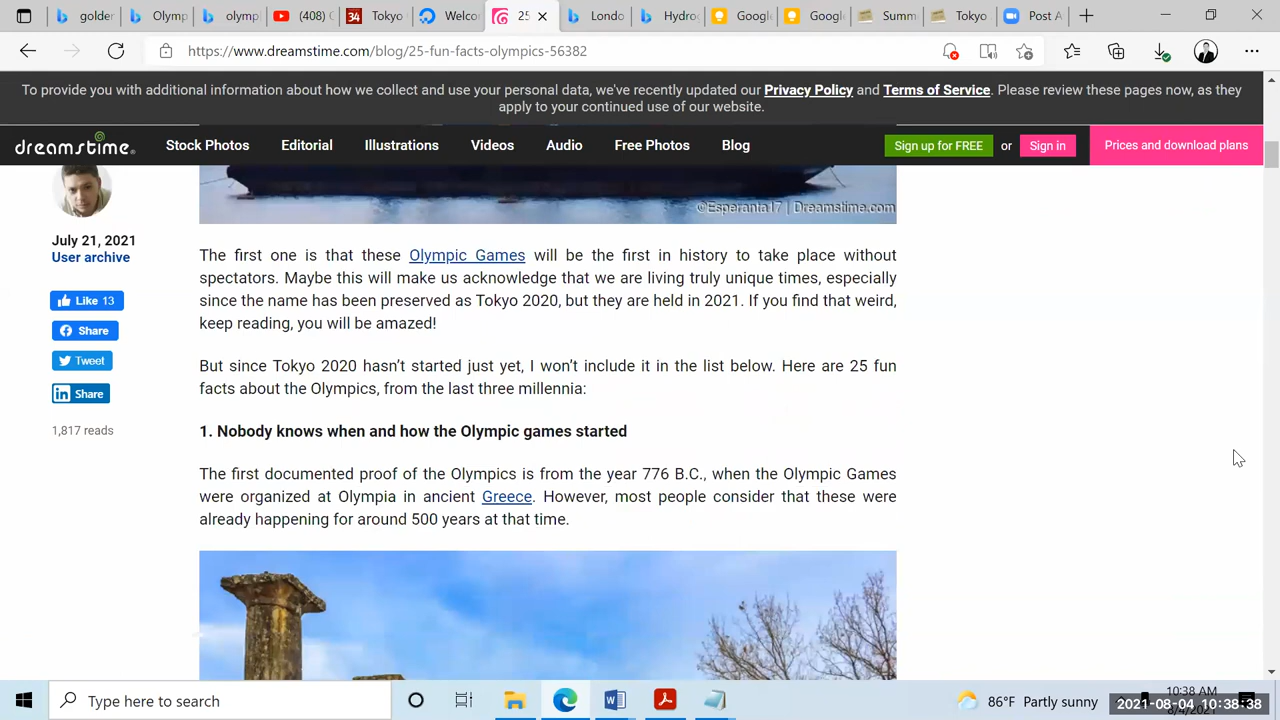 golder
Olymp
olymp
(408) (
Tokyo
Welcor
25
Londo
Hydro
Google
Google
Summ
Tokyo
Post A
https://www.dreamstime.com/blog/25-fun-facts-olympics-56382
To provide you with additional information about how we collect and use your personal data, we've recently updated our Privacy Policy and Terms of Service. Please review these pages now, as they
apply to your continued use of our website.
dreamstime.
Stock Photos
Editorial
Illustrations
Videos
Audio
Free Photos
Blog
Sign up for FREE
or
Sign in
Prices and download plans
©Esperanta17 | Dreamstime.com
July 21, 2021
User archive
Like 13
Share
Tweet
Share
1,817 reads
The first one is that these Olympic Games will be the first in history to take place without
spectators. Maybe this will make us acknowledge that we are living truly unique times, especially
since the name has been preserved as Tokyo 2020, but they are held in 2021. If you find that weird,
keep reading, you will be amazed!
But since Tokyo 2020 hasn't started just yet, I won't include it in the list below. Here are 25 fun
facts about the Olympics, from the last three millennia:
1. Nobody knows when and how the Olympic games started
The first documented proof of the Olympics is from the year 776 B.C., when the Olympic Games
were organized at Olympia in ancient Greece. However, most people consider that these were
already happening for around 500 years at that time.
Type here to search
86°F Partly sunny
10:38 AM
2021-08-04 10:38:38